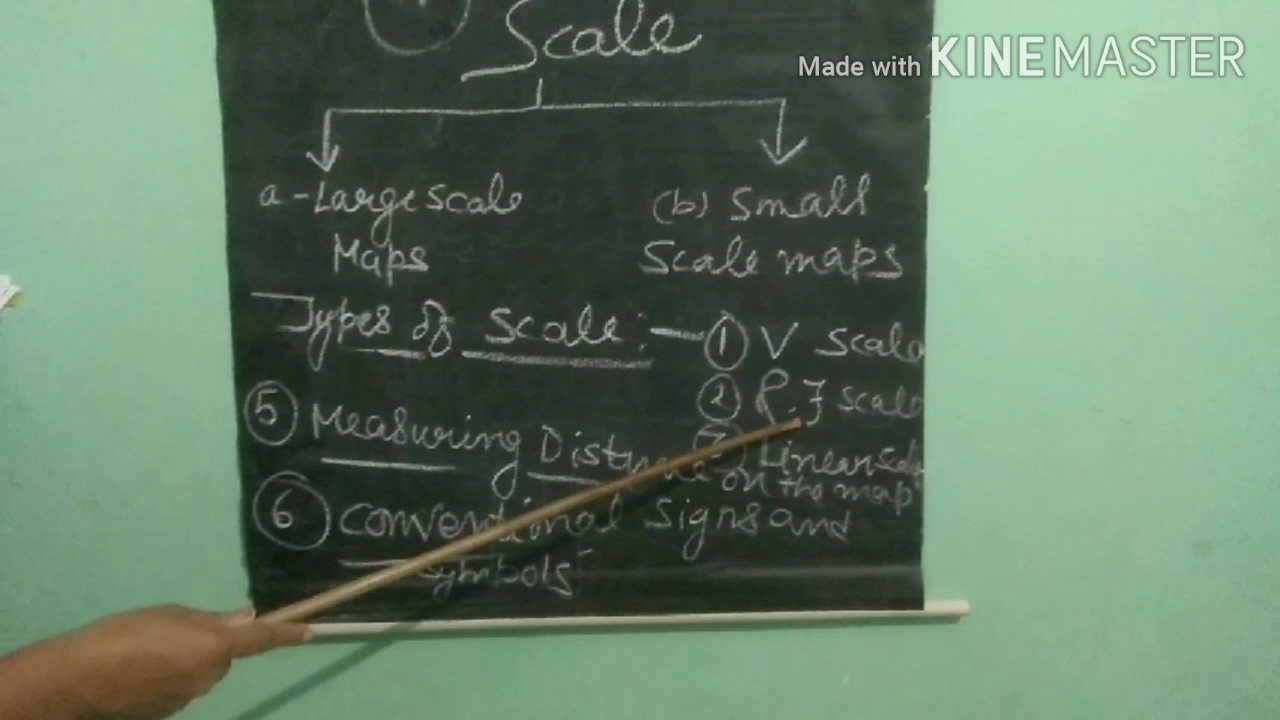 Scale
Made with KINEMASTER
a - Large scale
Maps
(b) Small
Scale maps
Types of Scale :- ① V Scale
② R.F scale
Linear scale
⑤ Measuring Distance on the map
⑥ Conventional Signs and
Symbols